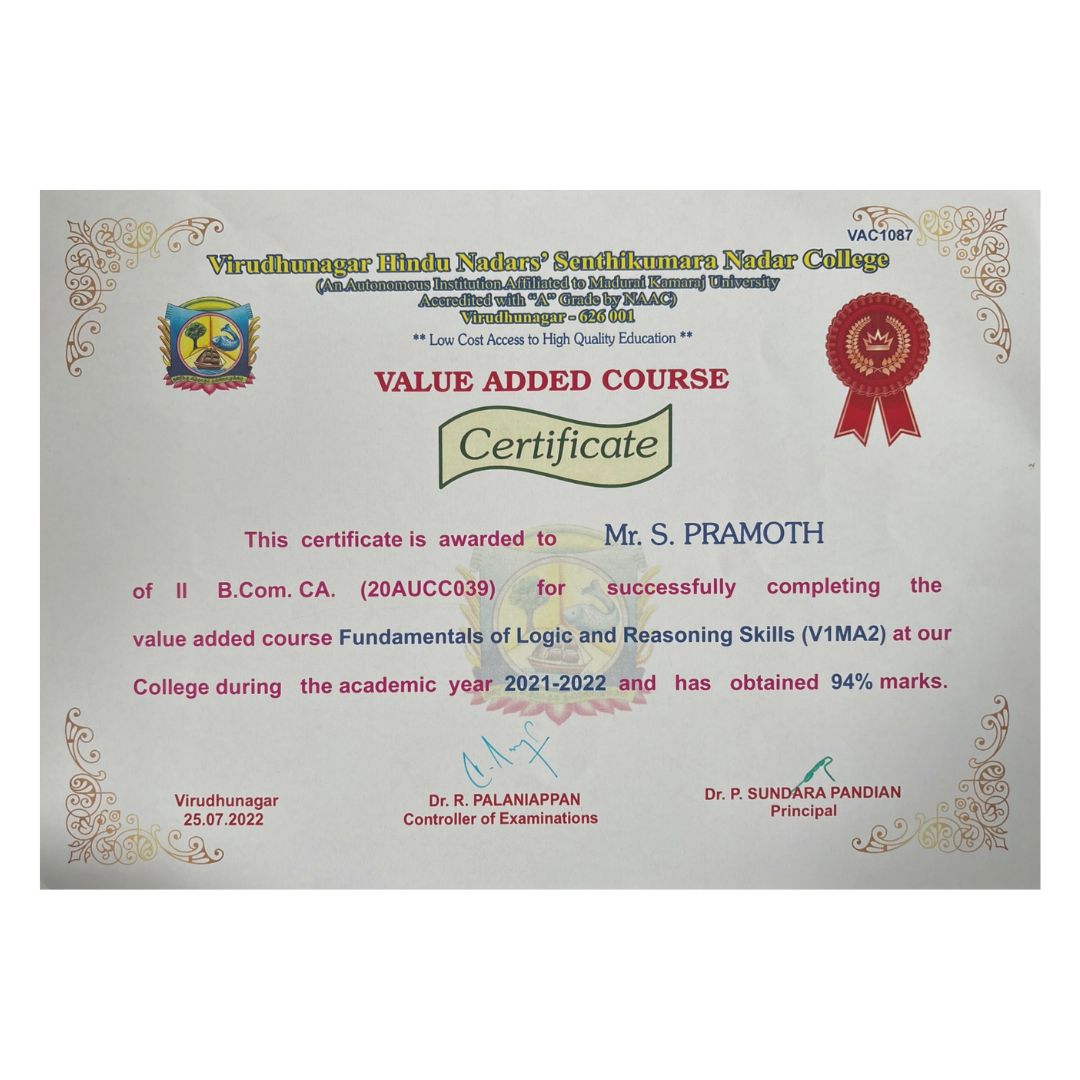 VAC1087
Virudhunagar Hindu Nadars' Senthikumara Nadar College
(An Autonomous Institution Affiliated to Madurai Kamaraj University
Accredited with "A" Grade by NAAC)
Virudhunagar - 626 001
** Low Cost Access to High Quality Education **
VALUE ADDED COURSE
Certificate
This certificate is awarded to Mr. S. PRAMOTH
of II B.Com. CA. (20AUCC039) for successfully completing the
value added course Fundamentals of Logic and Reasoning Skills (V1MA2) at our
College during the academic year 2021-2022 and has obtained 94% marks.
Virudhunagar
25.07.2022
Dr. R. PALANIAPPAN
Controller of Examinations
Dr. P. SUNDARA PANDIAN
Principal